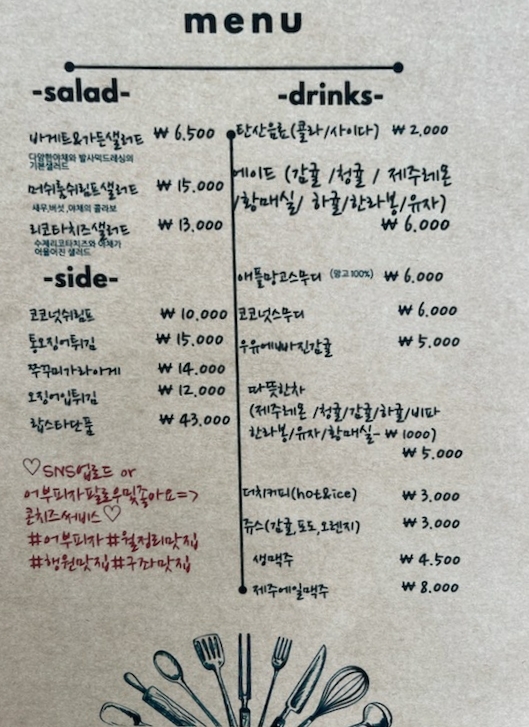 menu
-salad-
바게트&가든샐러드 ₩ 6.500
다양한야채와 발사믹드레싱의
기본샐러드
머쉬룸쉬림프샐러드 ₩ 15.000
새우,버섯 ,야채의 콜라보
리코타치즈샐러드 ₩ 13.000
수제리코타치즈와 야채가
어울어진 샐러드
-side-
코코넛쉬림프 ₩ 10.000
통오징어튀김 ₩ 15.000
쭈꾸미가라아게 ₩ 14.000
오징어입튀김 ₩ 12.000
랍스타단품 ₩ 43.000
♡SNS업로드 or
어부피자팔로우및좋아요=>
콘치즈써비스♡
#어부피자#월정리맛집
#행원맛집#구좌맛집
-drinks-
탄산음료(콜라/사이다) ₩ 2.000
에이드 (감귤 /청귤 / 제주레몬
/황매실/ 하귤/한라봉/유자)
₩ 6.000
애플망고스무디 (망고 100%) ₩ 6.000
코코넛스무디 ₩ 6.000
우유에빠진감귤 ₩ 5.000
따뜻한차
(제주레몬 /청귤/감귤/하귤/비파
한라봉/유자/황매실-₩ 1000)
₩ 5.000
더치커피(hot&ice) ₩ 3.000
쥬스(감귤,포도,오렌지) ₩ 3.000
생맥주 ₩ 4.500
제주에일맥주 ₩ 8.000